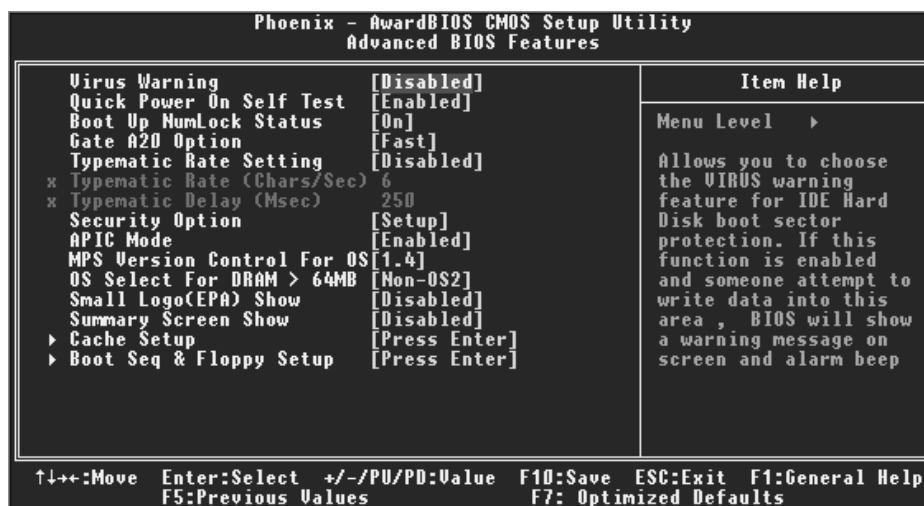 Phoenix - AwardBIOS CMOS Setup Utility
Advanced BIOS Features
Virus Warning [Disabled]
Quick Power On Self Test [Enabled]
Boot Up NumLock Status [On]
Gate A20 Option [Fast]
Typematic Rate Setting [Disabled]
x Typematic Rate (Chars/Sec) 6
x Typematic Delay (Msec) 250
Security Option [Setup]
APIC Mode [Enabled]
MPS Version Control For OS[1.4]
OS Select For DRAM > 64MB [Non-OS2]
Small Logo(EPA) Show [Disabled]
Summary Screen Show [Disabled]
▶ Cache Setup [Press Enter]
▶ Boot Seq & Floppy Setup [Press Enter]
Item Help
Menu Level ▶
Allows you to choose
the VIRUS warning
feature for IDE Hard
Disk boot sector
protection. If this
function is enabled
and someone attempt to
write data into this
area , BIOS will show
a warning message on
screen and alarm beep
↑↓→←:Move Enter:Select +/-/PU/PD:Value F10:Save ESC:Exit F1:General Help
F5:Previous Values F7: Optimized Defaults